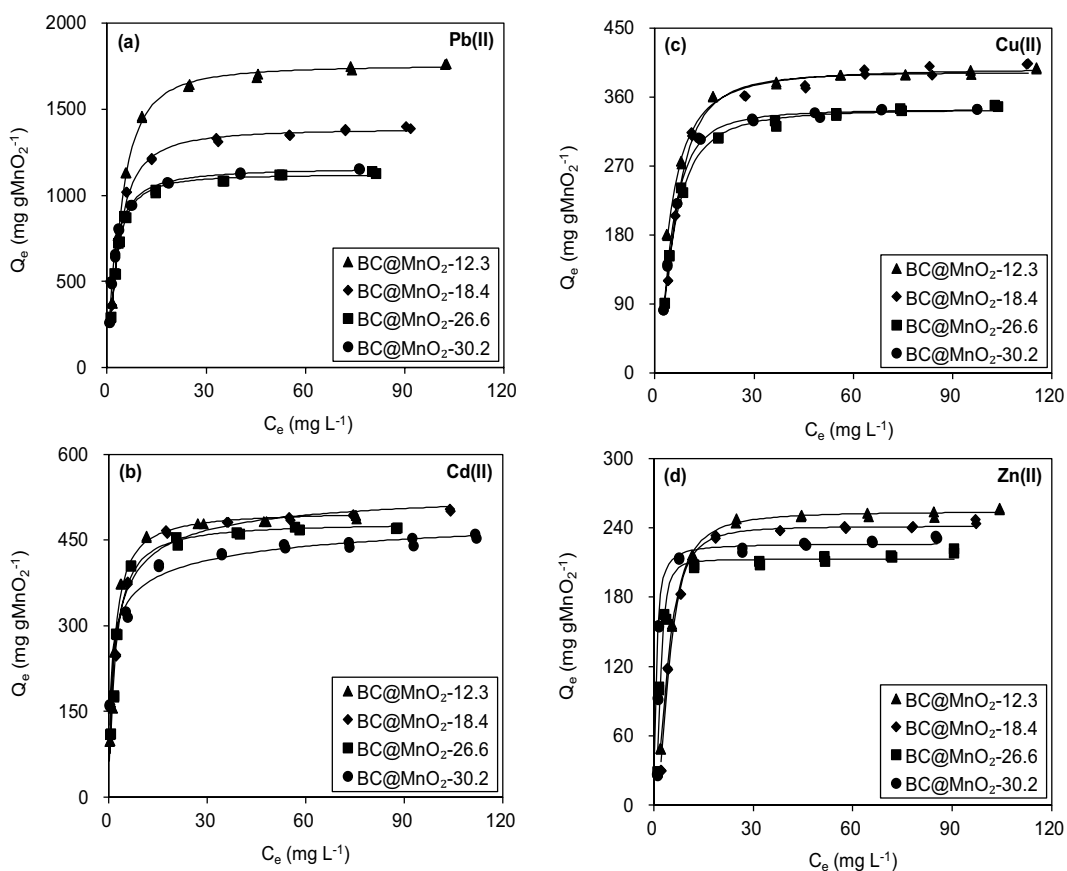 (a)
Pb(II)
2000
1500
1000
500
0
Qₑ (mg gMnO₂⁻¹)
BC@MnO₂-12.3
BC@MnO₂-18.4
BC@MnO₂-26.6
BC@MnO₂-30.2
0 30 60 90 120
Cₑ (mg L⁻¹)
(c)
Cu(II)
450
360
270
180
90
0
Qₑ (mg gMnO₂⁻¹)
BC@MnO₂-12.3
BC@MnO₂-18.4
BC@MnO₂-26.6
BC@MnO₂-30.2
0 30 60 90 120
Cₑ (mg L⁻¹)
(b)
Cd(II)
600
450
300
150
0
Qₑ (mg gMnO₂⁻¹)
BC@MnO₂-12.3
BC@MnO₂-18.4
BC@MnO₂-26.6
BC@MnO₂-30.2
0 30 60 90 120
Cₑ (mg L⁻¹)
(d)
Zn(II)
300
240
180
120
60
0
Qₑ (mg gMnO₂⁻¹)
BC@MnO₂-12.3
BC@MnO₂-18.4
BC@MnO₂-26.6
BC@MnO₂-30.2
0 30 60 90 120
Cₑ (mg L⁻¹)